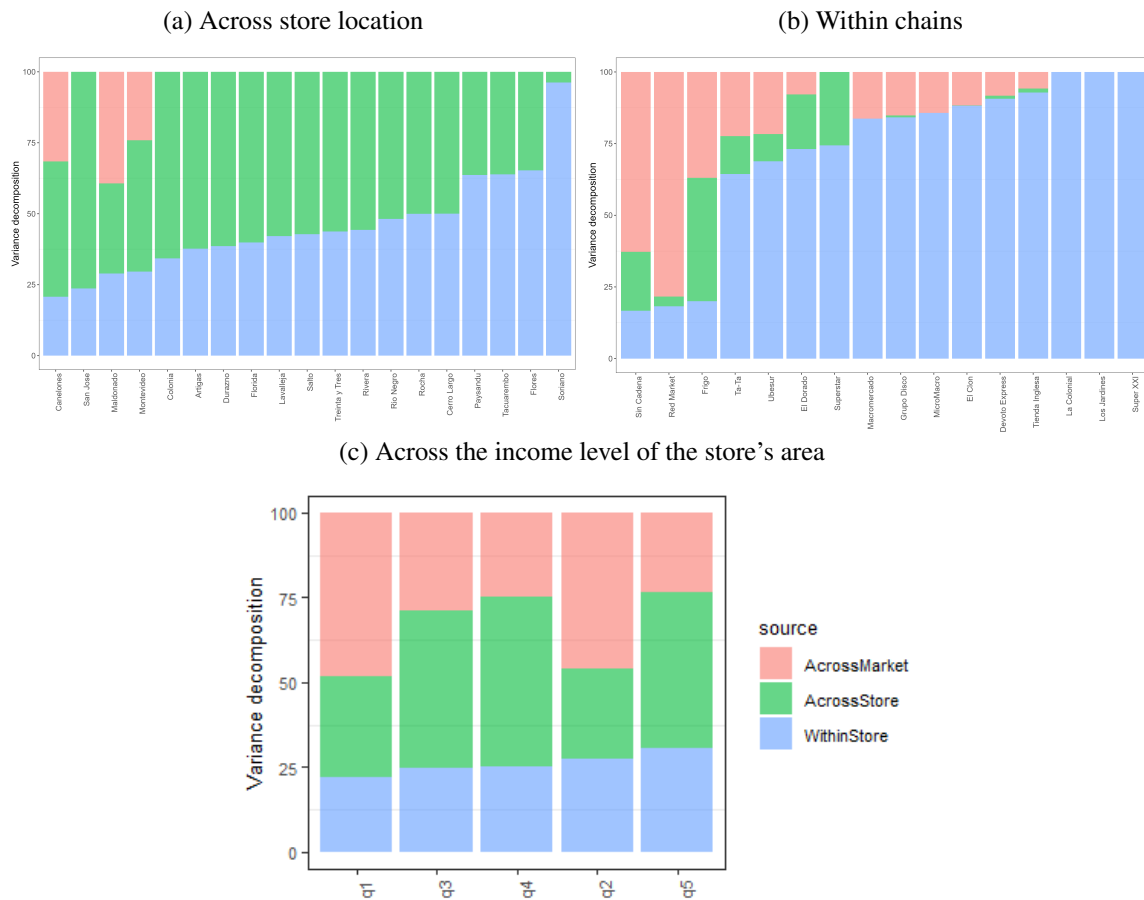 (a) Across store location
(b) Within chains
100
75
50
25
0
Variance decomposition
Canelones
San Jose
Maldonado
Montevideo
Colonia
Artigas
Durazno
Florida
Lavalleja
Salto
Treinta y Tres
Rivera
Rio Negro
Rocha
Cerro Largo
Paysandu
Tacuarembo
Flores
Soriano
100
75
50
25
0
Variance decomposition
Sin Cadena
Red Market
Frigo
Ta-Ta
Ubesur
El Dorado
Superstar
Macromercado
Grupo Disco
MicroMacro
El Clon
Devoto Express
Tienda Inglesa
La Colonial
Los Jardines
Super XXI
(c) Across the income level of the store's area
100
75
50
25
0
Variance decomposition
q1
q3
q4
q2
q5
source
AcrossMarket
AcrossStore
WithinStore